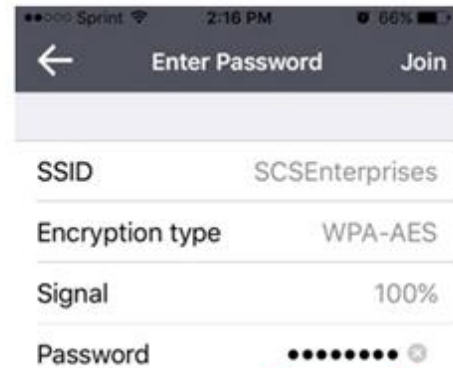 Sprint 2:16 PM 66%
Enter Password Join
SSID SCSEnterprises
Encryption type WPA-AES
Signal 100%
Password ●●●●●●●●